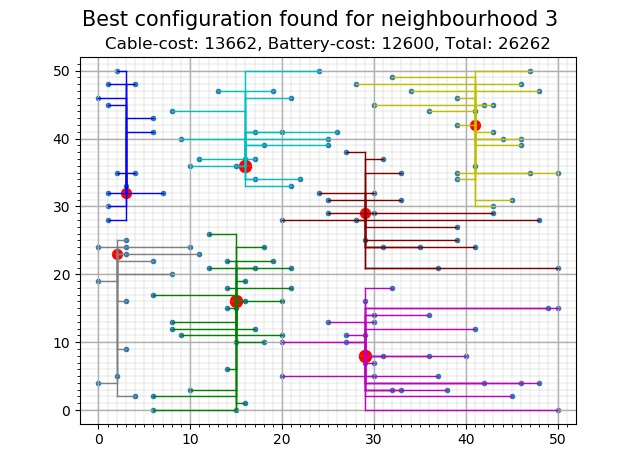 Best configuration found for neighbourhood 3
Cable-cost: 13662, Battery-cost: 12600, Total: 26262
50
40
30
20
10
0
0 10 20 30 40 50